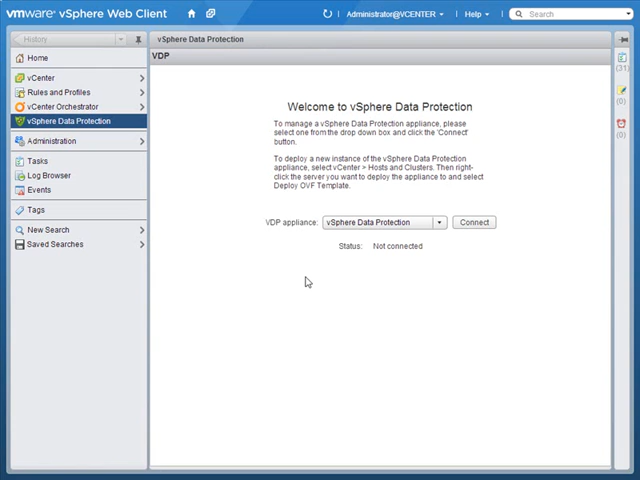 vmware® vSphere Web Client
Administrator@VCENTER
Help
Search
History
Home
vCenter
Rules and Profiles
vCenter Orchestrator
vSphere Data Protection
Administration
Tasks
Log Browser
Events
Tags
New Search
Saved Searches
vSphere Data Protection
VDP
Welcome to vSphere Data Protection
To manage a vSphere Data Protection appliance, please
select one from the drop down box and click the 'Connect'
button.
To deploy a new instance of the vSphere Data Protection
appliance, select vCenter > Hosts and Clusters. Then right-
click the server you want to deploy the appliance to and select
Deploy OVF Template.
VDP appliance: vSphere Data Protection Connect
Status: Not connected
(31)
(0)
(0)